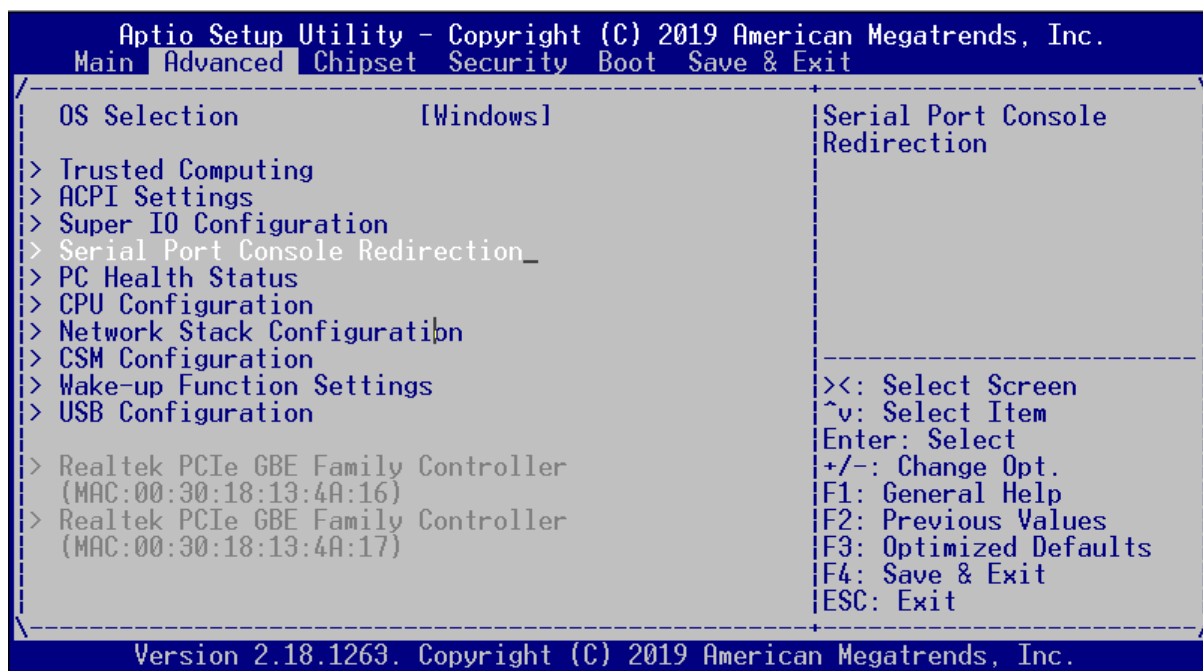 Aptio Setup Utility - Copyright (C) 2019 American Megatrends, Inc.
Main Advanced Chipset Security Boot Save & Exit
OS Selection [Windows]
> Trusted Computing
> ACPI Settings
> Super IO Configuration
> Serial Port Console Redirection_
> PC Health Status
> CPU Configuration
> Network Stack Configuration
> CSM Configuration
> Wake-up Function Settings
> USB Configuration
> Realtek PCIe GBE Family Controller
(MAC:00:30:18:13:4A:16)
> Realtek PCIe GBE Family Controller
(MAC:00:30:18:13:4A:17)
Serial Port Console
Redirection
><: Select Screen
^v: Select Item
Enter: Select
+/-: Change Opt.
F1: General Help
F2: Previous Values
F3: Optimized Defaults
F4: Save & Exit
ESC: Exit
Version 2.18.1263. Copyright (C) 2019 American Megatrends, Inc.